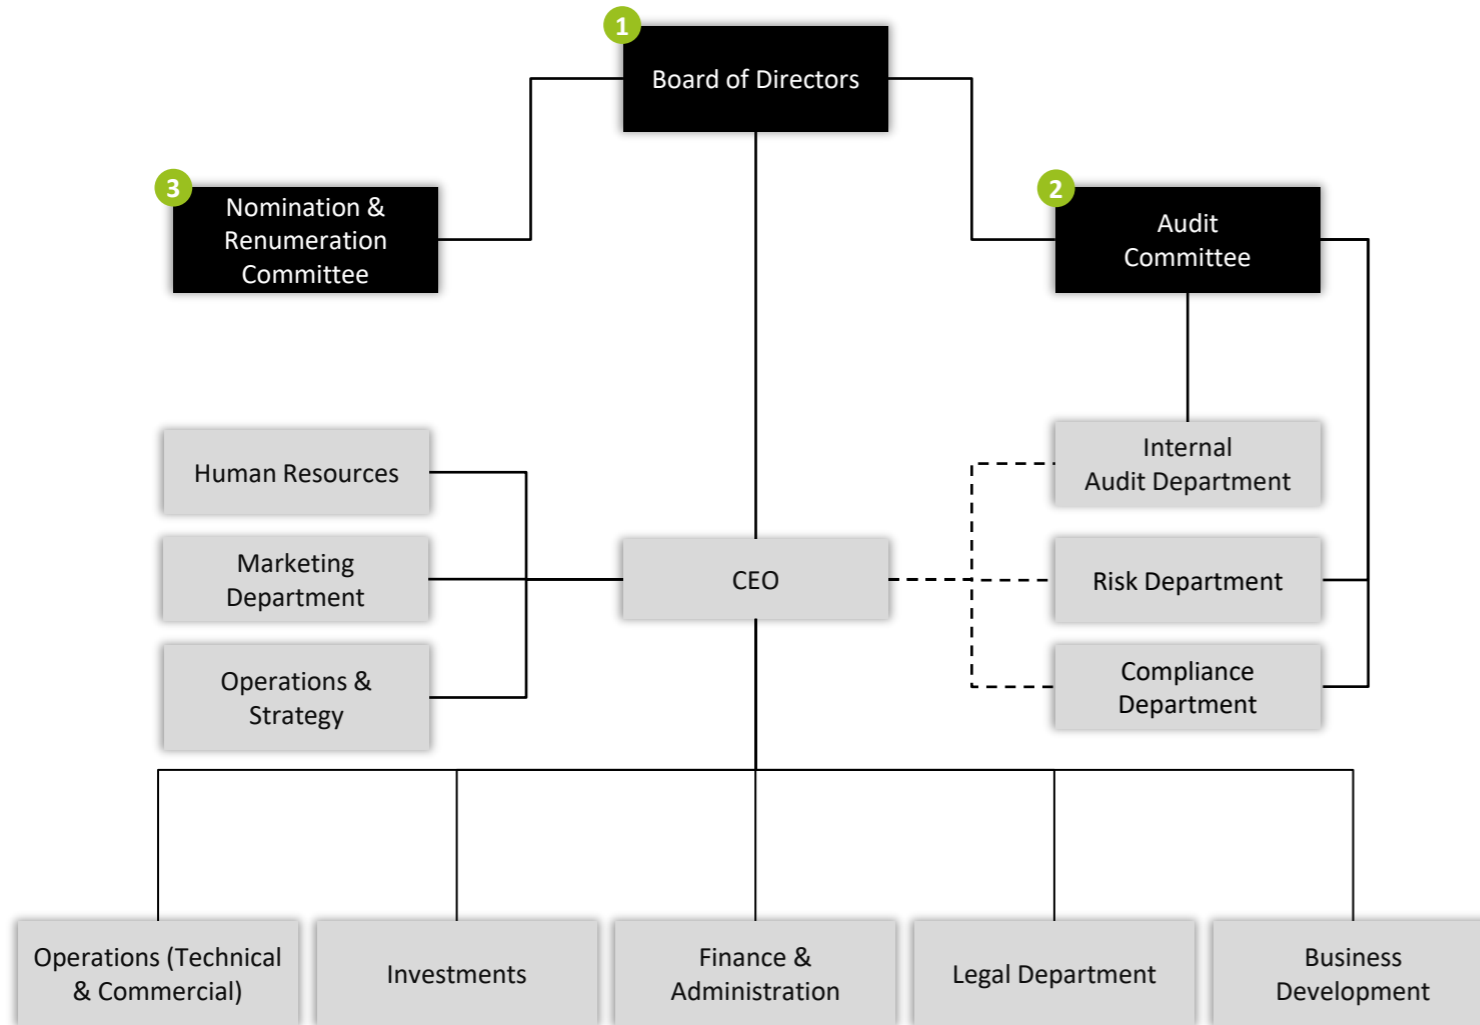 1
Board of Directors
3
Nomination &
Renumeration
Committee
2
Audit
Committee
Human Resources
Internal
Audit Department
Marketing
Department
CEO
Risk Department
Operations &
Strategy
Compliance
Department
Operations (Technical
& Commercial)
Investments
Finance &
Administration
Legal Department
Business
Development